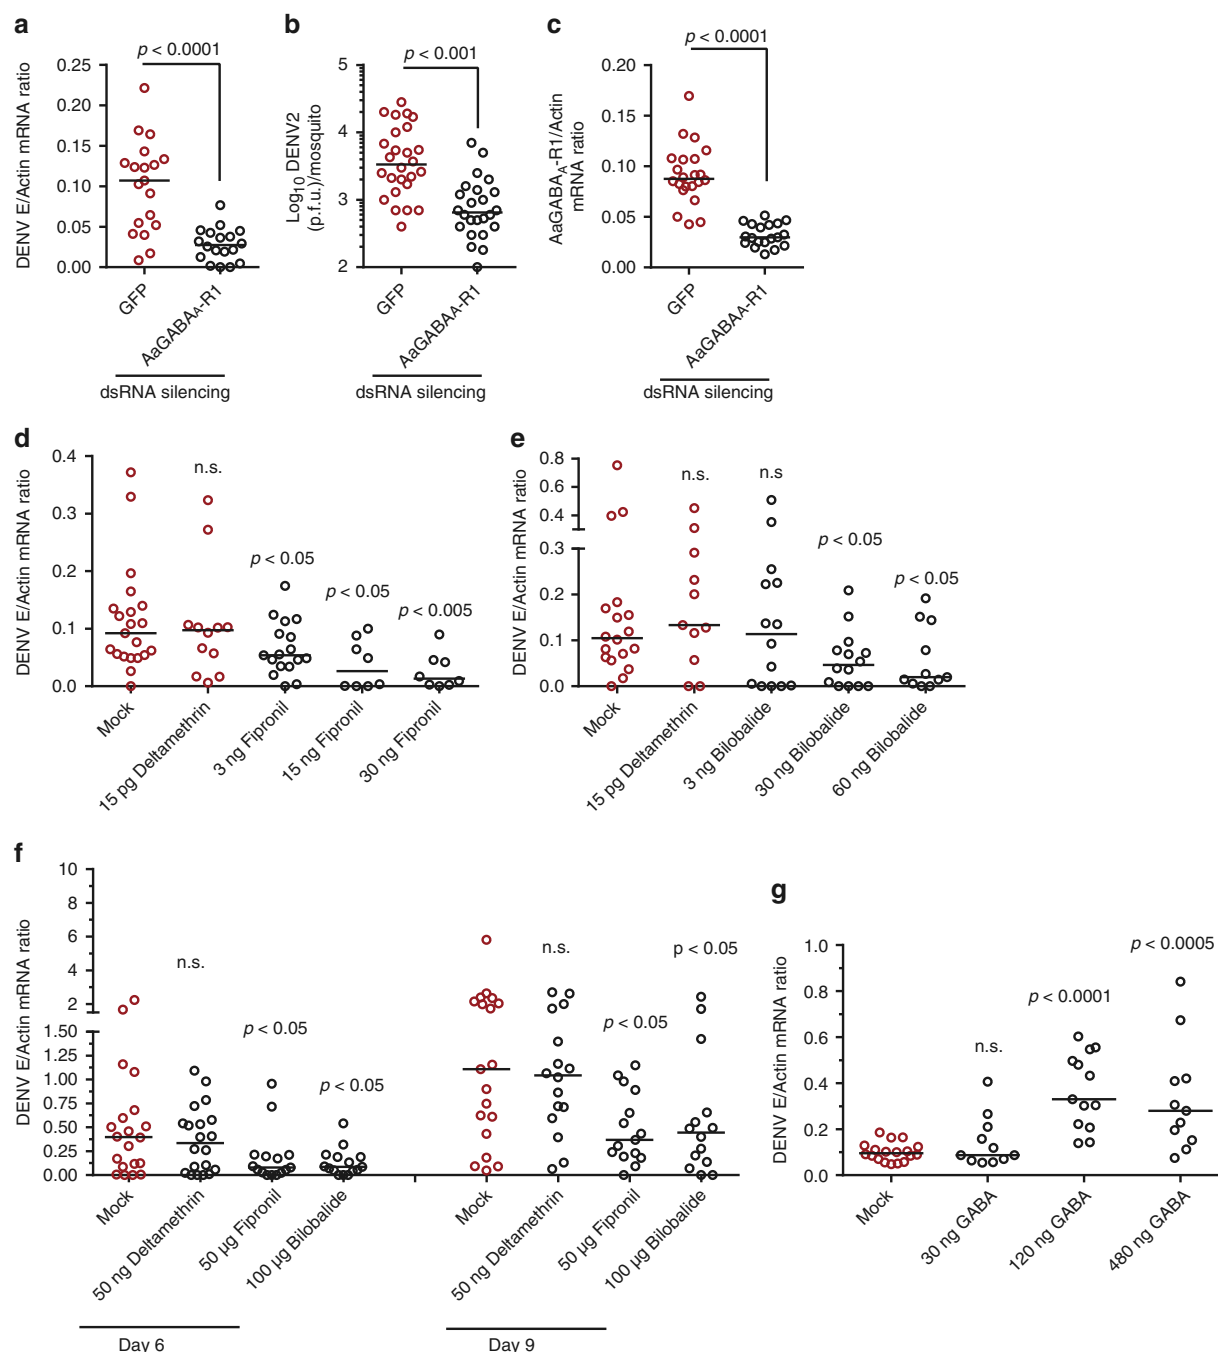 a
DENV E/Actin mRNA ratio
p < 0.0001
0.25
0.20
0.15
0.10
0.05
0.00
GFP
AaGABAA-R1
dsRNA silencing
b
Log10 DENV2
(p.f.u.)/mosquito
p < 0.001
5
4
3
2
GFP
AaGABAA-R1
dsRNA silencing
c
AaGABAA-R1/Actin
mRNA ratio
p < 0.0001
0.20
0.15
0.10
0.05
0.00
GFP
AaGABAA-R1
dsRNA silencing
d
DENV E/Actin mRNA ratio
0.4
0.3
0.2
0.1
0.0
n.s.
p < 0.05
p < 0.05
p < 0.005
Mock
15 pg Deltamethrin
3 ng Fipronil
15 ng Fipronil
30 ng Fipronil
e
DENV E/Actin mRNA ratio
0.8
0.6
0.4
0.3
0.2
0.1
0.0
n.s.
n.s
p < 0.05
p < 0.05
Mock
15 pg Deltamethrin
3 ng Bilobalide
30 ng Bilobalide
60 ng Bilobalide
f
DENV E/Actin mRNA ratio
10
8
6
4
2
1.50
1.25
1.00
0.75
0.50
0.25
0.00
n.s.
p < 0.05
p < 0.05
n.s.
p < 0.05
p < 0.05
Mock
50 ng Deltamethrin
50 µg Fipronil
100 µg Bilobalide
Mock
50 ng Deltamethrin
50 µg Fipronil
100 µg Bilobalide
Day 6
Day 9
g
DENV E/Actin mRNA ratio
1.0
0.8
0.6
0.4
0.2
0.0
n.s.
p < 0.0001
p < 0.0005
Mock
30 ng GABA
120 ng GABA
480 ng GABA